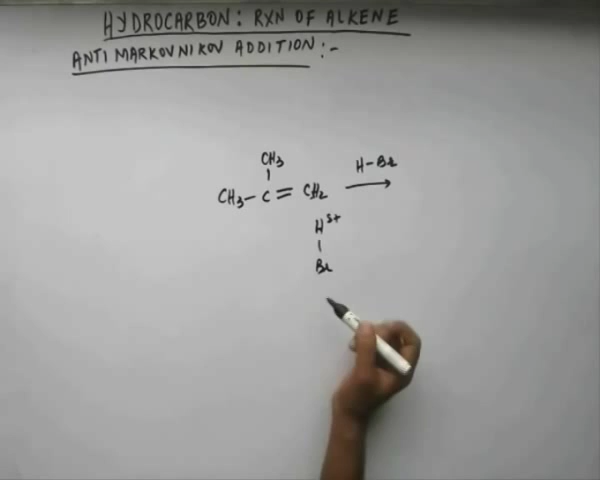 HYDROCARBON: RXN OF ALKENE
ANTI MARKOVNIKOV ADDITION:-
CH3
H-Br
CH3-C=CH2
Hδ+
Br